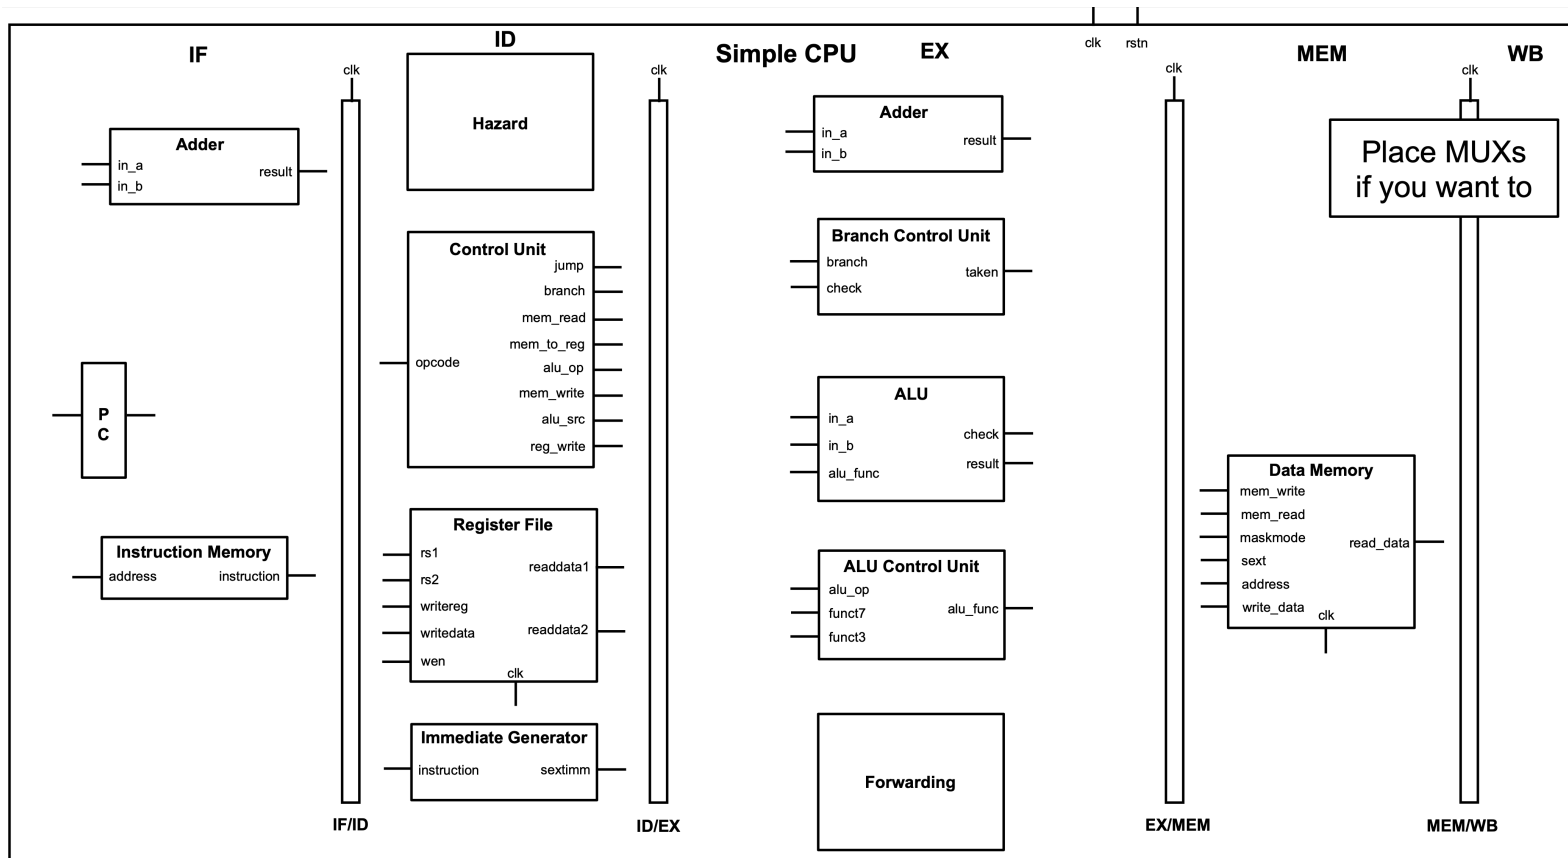 IF
ID
Simple CPU
EX
clk
rstn
MEM
WB
clk
clk
clk
clk
Adder
in_a
in_b
result
Hazard
Adder
in_a
in_b
result
Place MUXs
if you want to
Control Unit
opcode
jump
branch
mem_read
mem_to_reg
alu_op
mem_write
alu_src
reg_write
Branch Control Unit
branch
check
taken
P
C
ALU
in_a
in_b
alu_func
check
result
Instruction Memory
address
instruction
Register File
rs1
rs2
writereg
writedata
wen
readdata1
readdata2
clk
ALU Control Unit
alu_op
funct7
funct3
alu_func
Data Memory
mem_write
mem_read
maskmode
sext
address
write_data
read_data
clk
Immediate Generator
instruction
sextimm
Forwarding
IF/ID
ID/EX
EX/MEM
MEM/WB